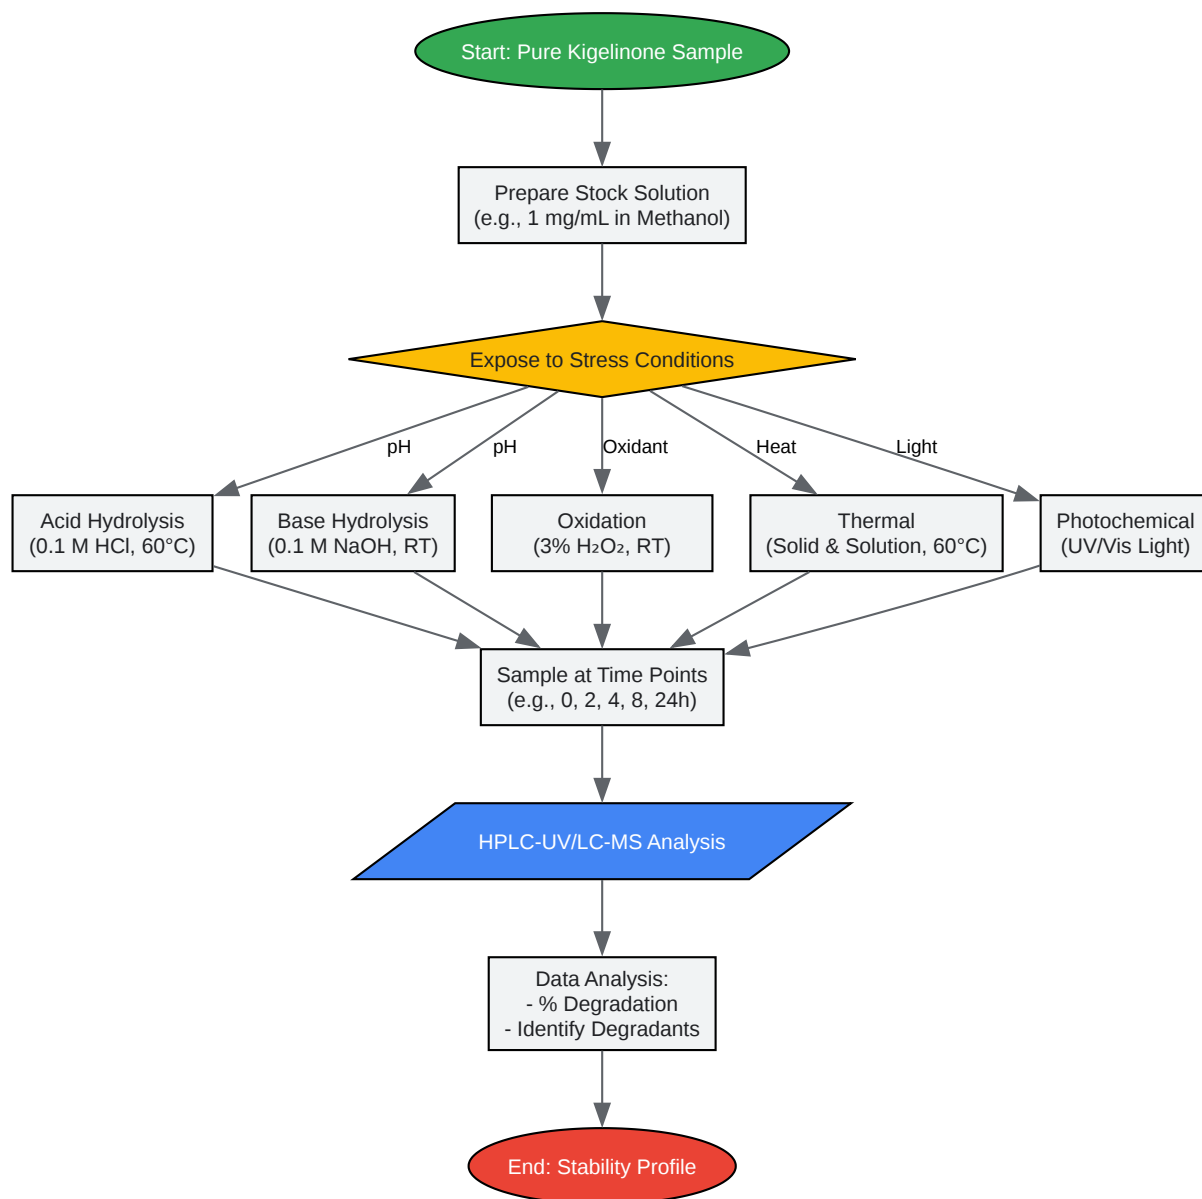 Start: Pure Kigelinone Sample
Prepare Stock Solution
(e.g., 1 mg/mL in Methanol)
Expose to Stress Conditions
pH
pH
Oxidant
Heat
Light
Acid Hydrolysis
(0.1 M HCl, 60°C)
Base Hydrolysis
(0.1 M NaOH, RT)
Oxidation
(3% H₂O₂, RT)
Thermal
(Solid & Solution, 60°C)
Photochemical
(UV/Vis Light)
Sample at Time Points
(e.g., 0, 2, 4, 8, 24h)
HPLC-UV/LC-MS Analysis
Data Analysis:
- % Degradation
- Identify Degradants
End: Stability Profile